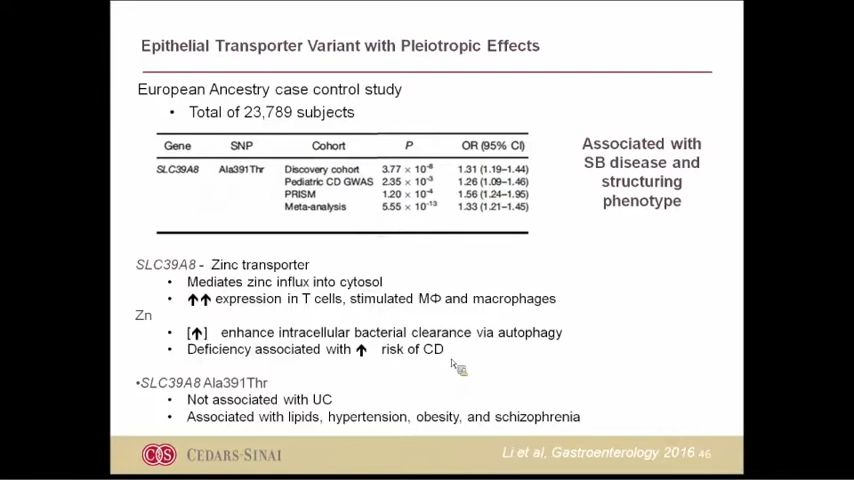 Epithelial Transporter Variant with Pleiotropic Effects
European Ancestry case control study
• Total of 23,789 subjects
Gene SNP Cohort P OR (95% CI)
SLC39A8 Ala391Thr Discovery cohort 3.77 × 10⁻⁸ 1.31 (1.19–1.44)
Pediatric CD GWAS 2.35 × 10⁻³ 1.26 (1.09–1.46)
PRISM 1.20 × 10⁻⁴ 1.56 (1.24–1.95)
Meta-analysis 5.55 × 10⁻¹³ 1.33 (1.21–1.45)
Associated with
SB disease and
structuring
phenotype
SLC39A8 - Zinc transporter
• Mediates zinc influx into cytosol
• ↑↑ expression in T cells, stimulated MΦ and macrophages
Zn
• [↑] enhance intracellular bacterial clearance via autophagy
• Deficiency associated with ↑ risk of CD
•SLC39A8 Ala391Thr
• Not associated with UC
• Associated with lipids, hypertension, obesity, and schizophrenia
CEDARS-SINAI
Li et al, Gastroenterology 2016 46